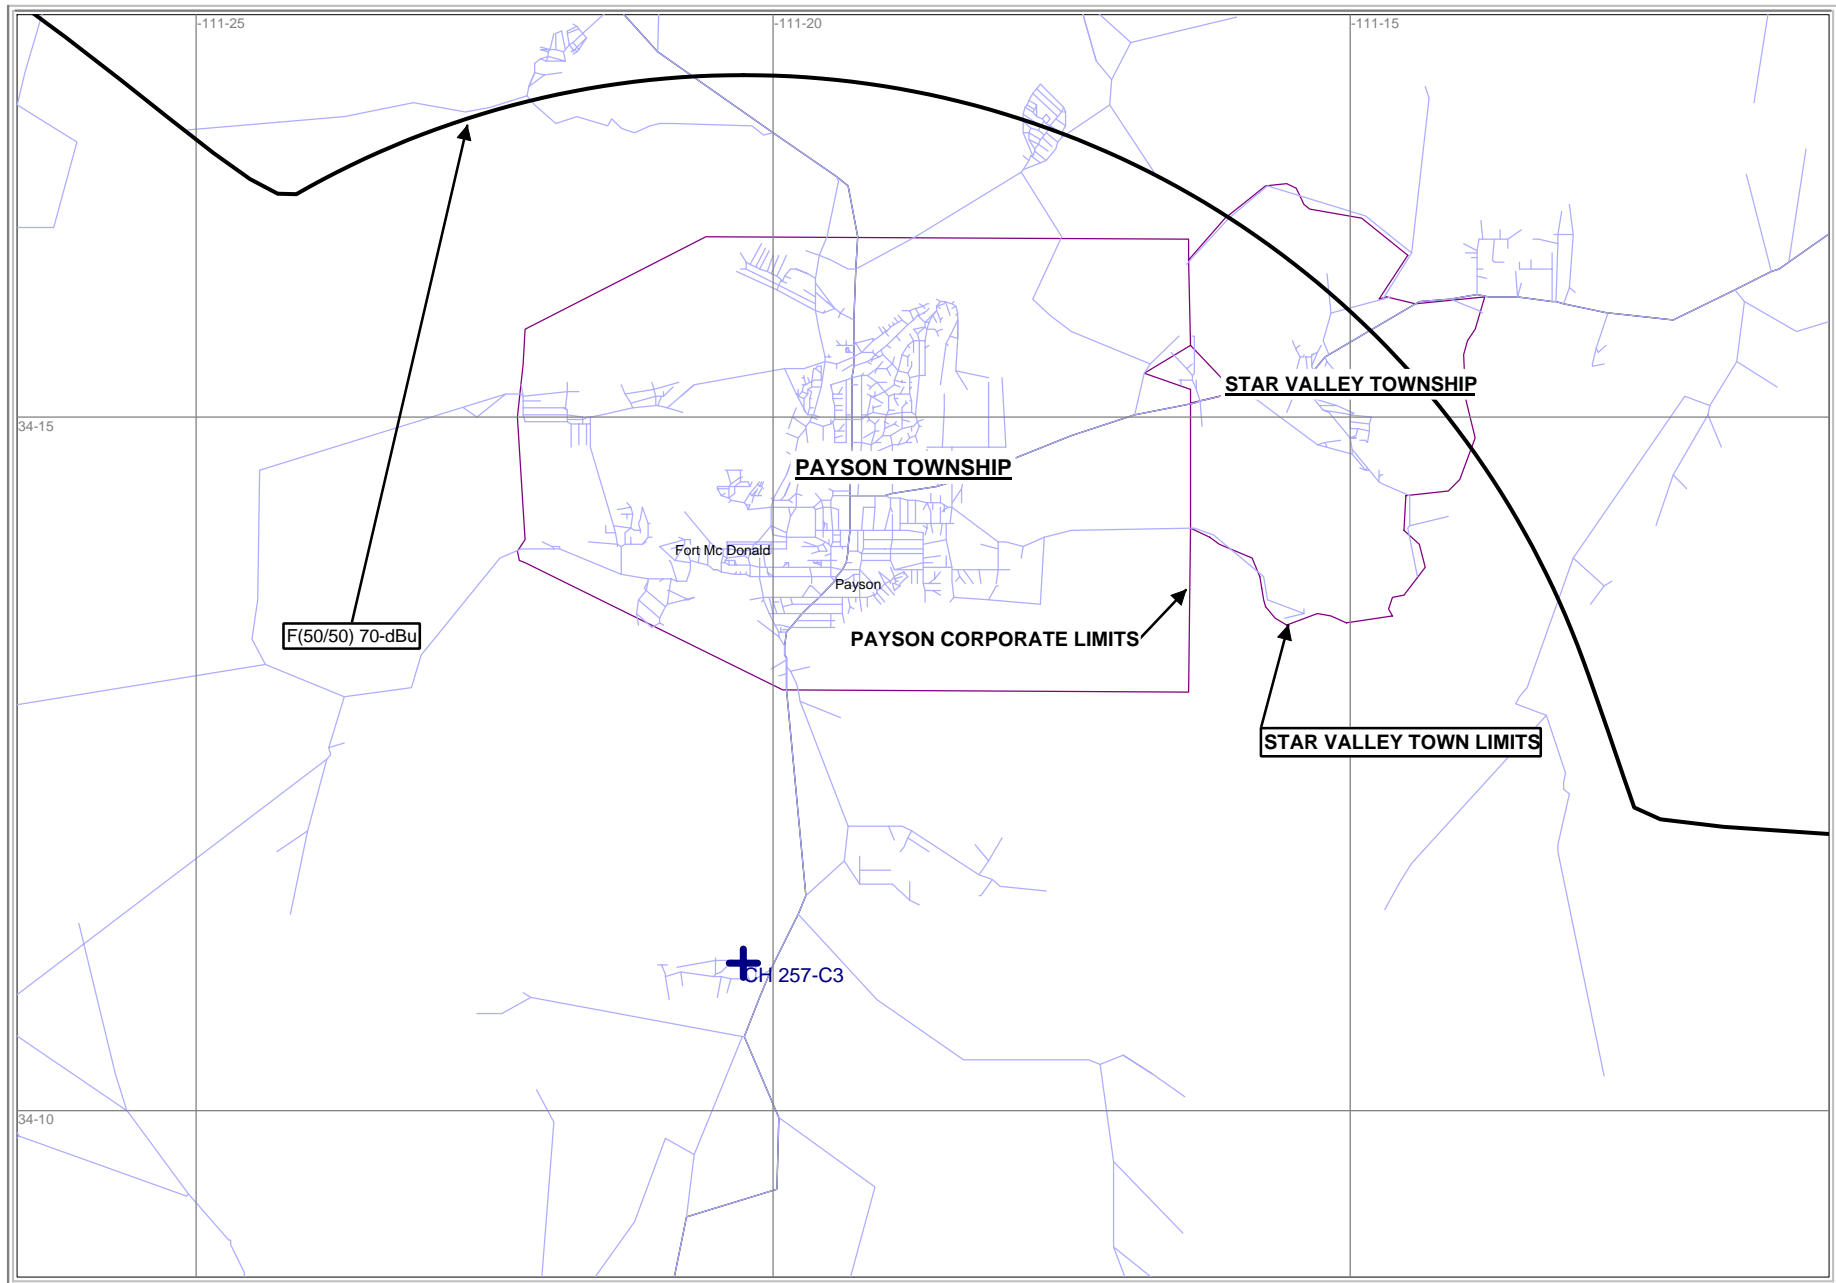 -111-25
-111-20
-111-15
STAR VALLEY TOWNSHIP
34-15
PAYSON TOWNSHIP
Fort Mc Donald
Payson
F(50/50) 70-dBu
PAYSON CORPORATE LIMITS
STAR VALLEY TOWN LIMITS
CH 257-C3
34-10